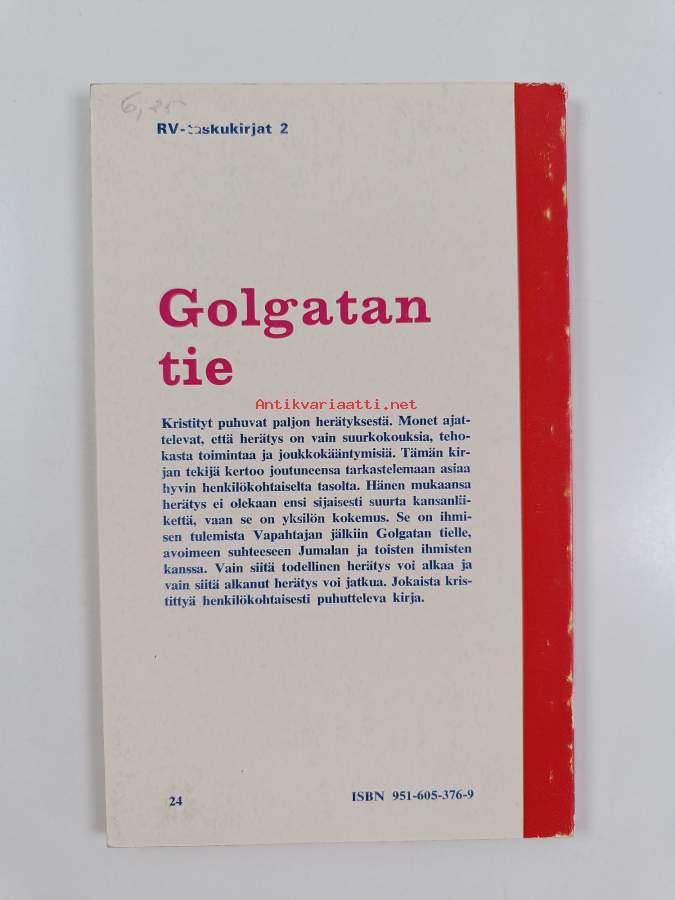 6,25
RV-taskukirjat 2
Golgatan
tie
Antikvariaatti.net
Kristityt puhuvat paljon herätyksestä. Monet ajat-
televat, että herätys on vain suurkokouksia, teho-
kasta toimintaa ja joukkokääntymisiä. Tämän kir-
jan tekijä kertoo joutuneensa tarkastelemaan asiaa
hyvin henkilökohtaiselta tasolta. Hänen mukaansa
herätys ei olekaan ensi sijaisesti suurta kansanlii-
kettä, vaan se on yksilön kokemus. Se on ihmi-
sen tulemista Vapahtajan jälkiin Golgatan tielle,
avoimeen suhteeseen Jumalan ja toisten ihmisten
kanssa. Vain siitä todellinen herätys voi alkaa ja
vain siitä alkanut herätys voi jatkua. Jokaista kris-
tittyä henkilökohtaisesti puhutteleva kirja.
24
ISBN 951-605-376-9